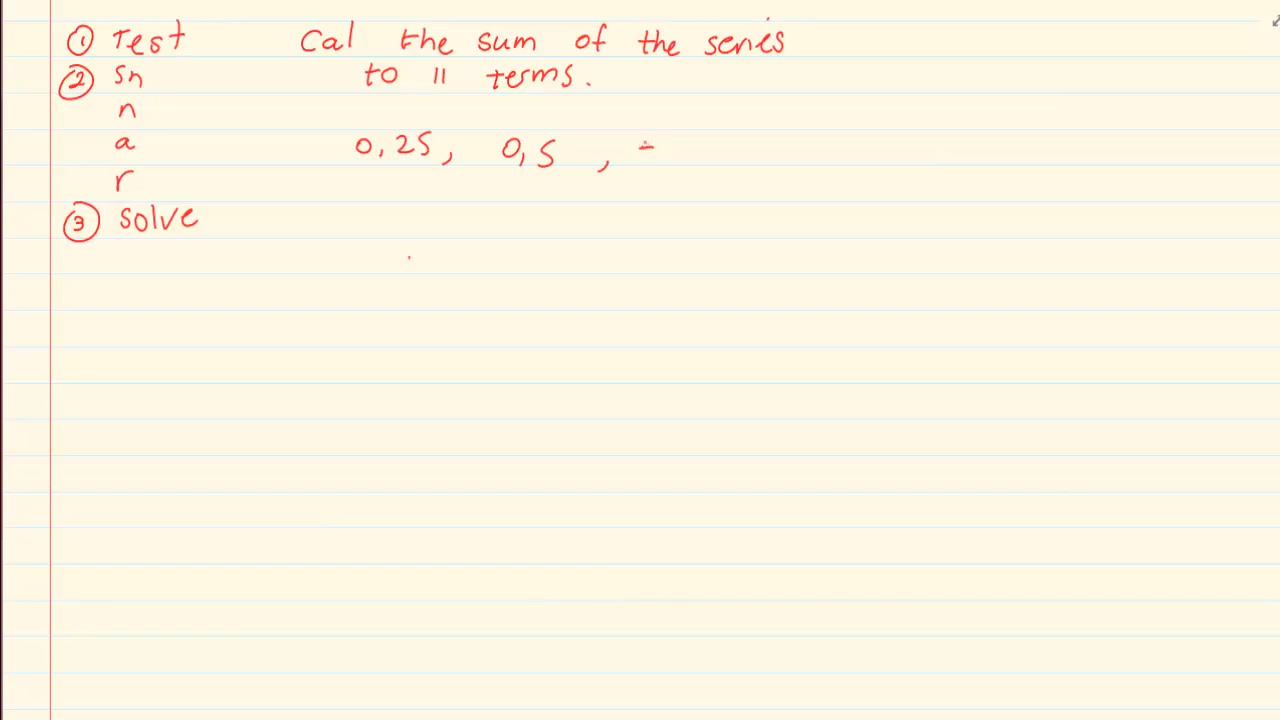 ① Test
② Sn
n
a
r
③ solve
Cal the sum of the series
to 11 terms.
0,25, 0,5 ,